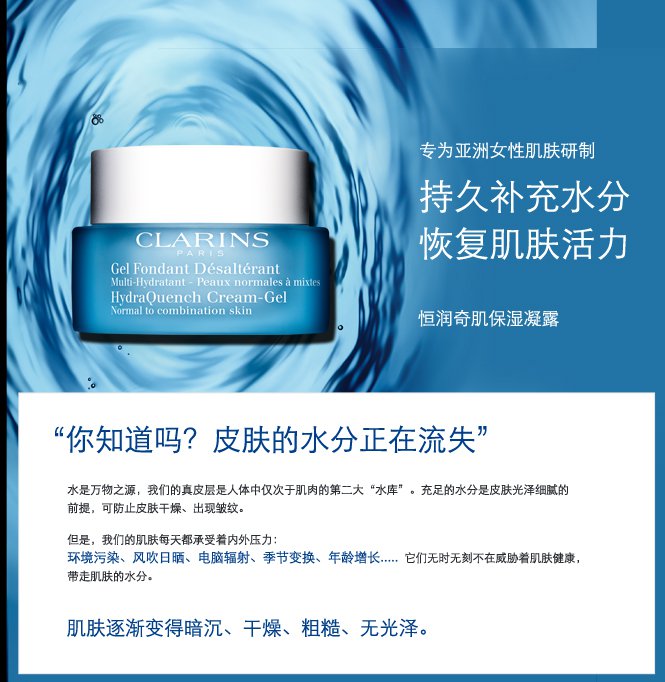 专为亚洲女性肌肤研制
持久补充水分
恢复肌肤活力
恒润奇肌保湿凝露
CLARINS
PARIS
Gel Fondant Désaltérant
Multi-Hydratant - Peaux normales à mixtes
HydraQuench Cream-Gel
Normal to combination skin
“你知道吗？皮肤的水分正在流失”
水是万物之源，我们的真皮层是人体中仅次于肌肉的第二大“水库”。充足的水分是皮肤光泽细腻的
前提，可防止皮肤干燥、出现皱纹。
但是，我们的肌肤每天都承受着内外压力：
环境污染、风吹日晒、电脑辐射、季节变换、年龄增长..... 它们无时无刻不在威胁着肌肤健康，
带走肌肤的水分。
肌肤逐渐变得暗沉、干燥、粗糙、无光泽。